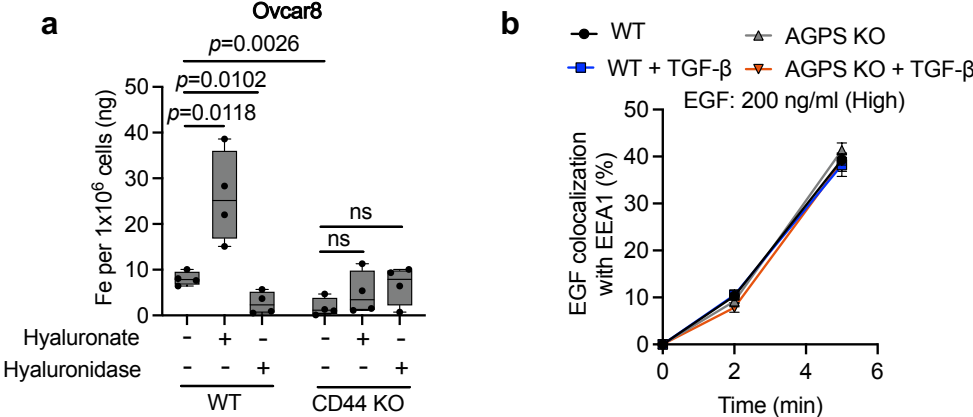 a
Ovcar8
p=0.0026
p=0.0102
p=0.0118
Fe per 1x10⁶ cells (ng)
50
40
30
20
10
0
ns
ns
Hyaluronate - + - - + -
Hyaluronidase - - + - - +
WT CD44 KO
b
WT AGPS KO
WT + TGF-β AGPS KO + TGF-β
EGF: 200 ng/ml (High)
EGF colocalization
with EEA1 (%)
50
40
30
20
10
0
0 2 4 6
Time (min)